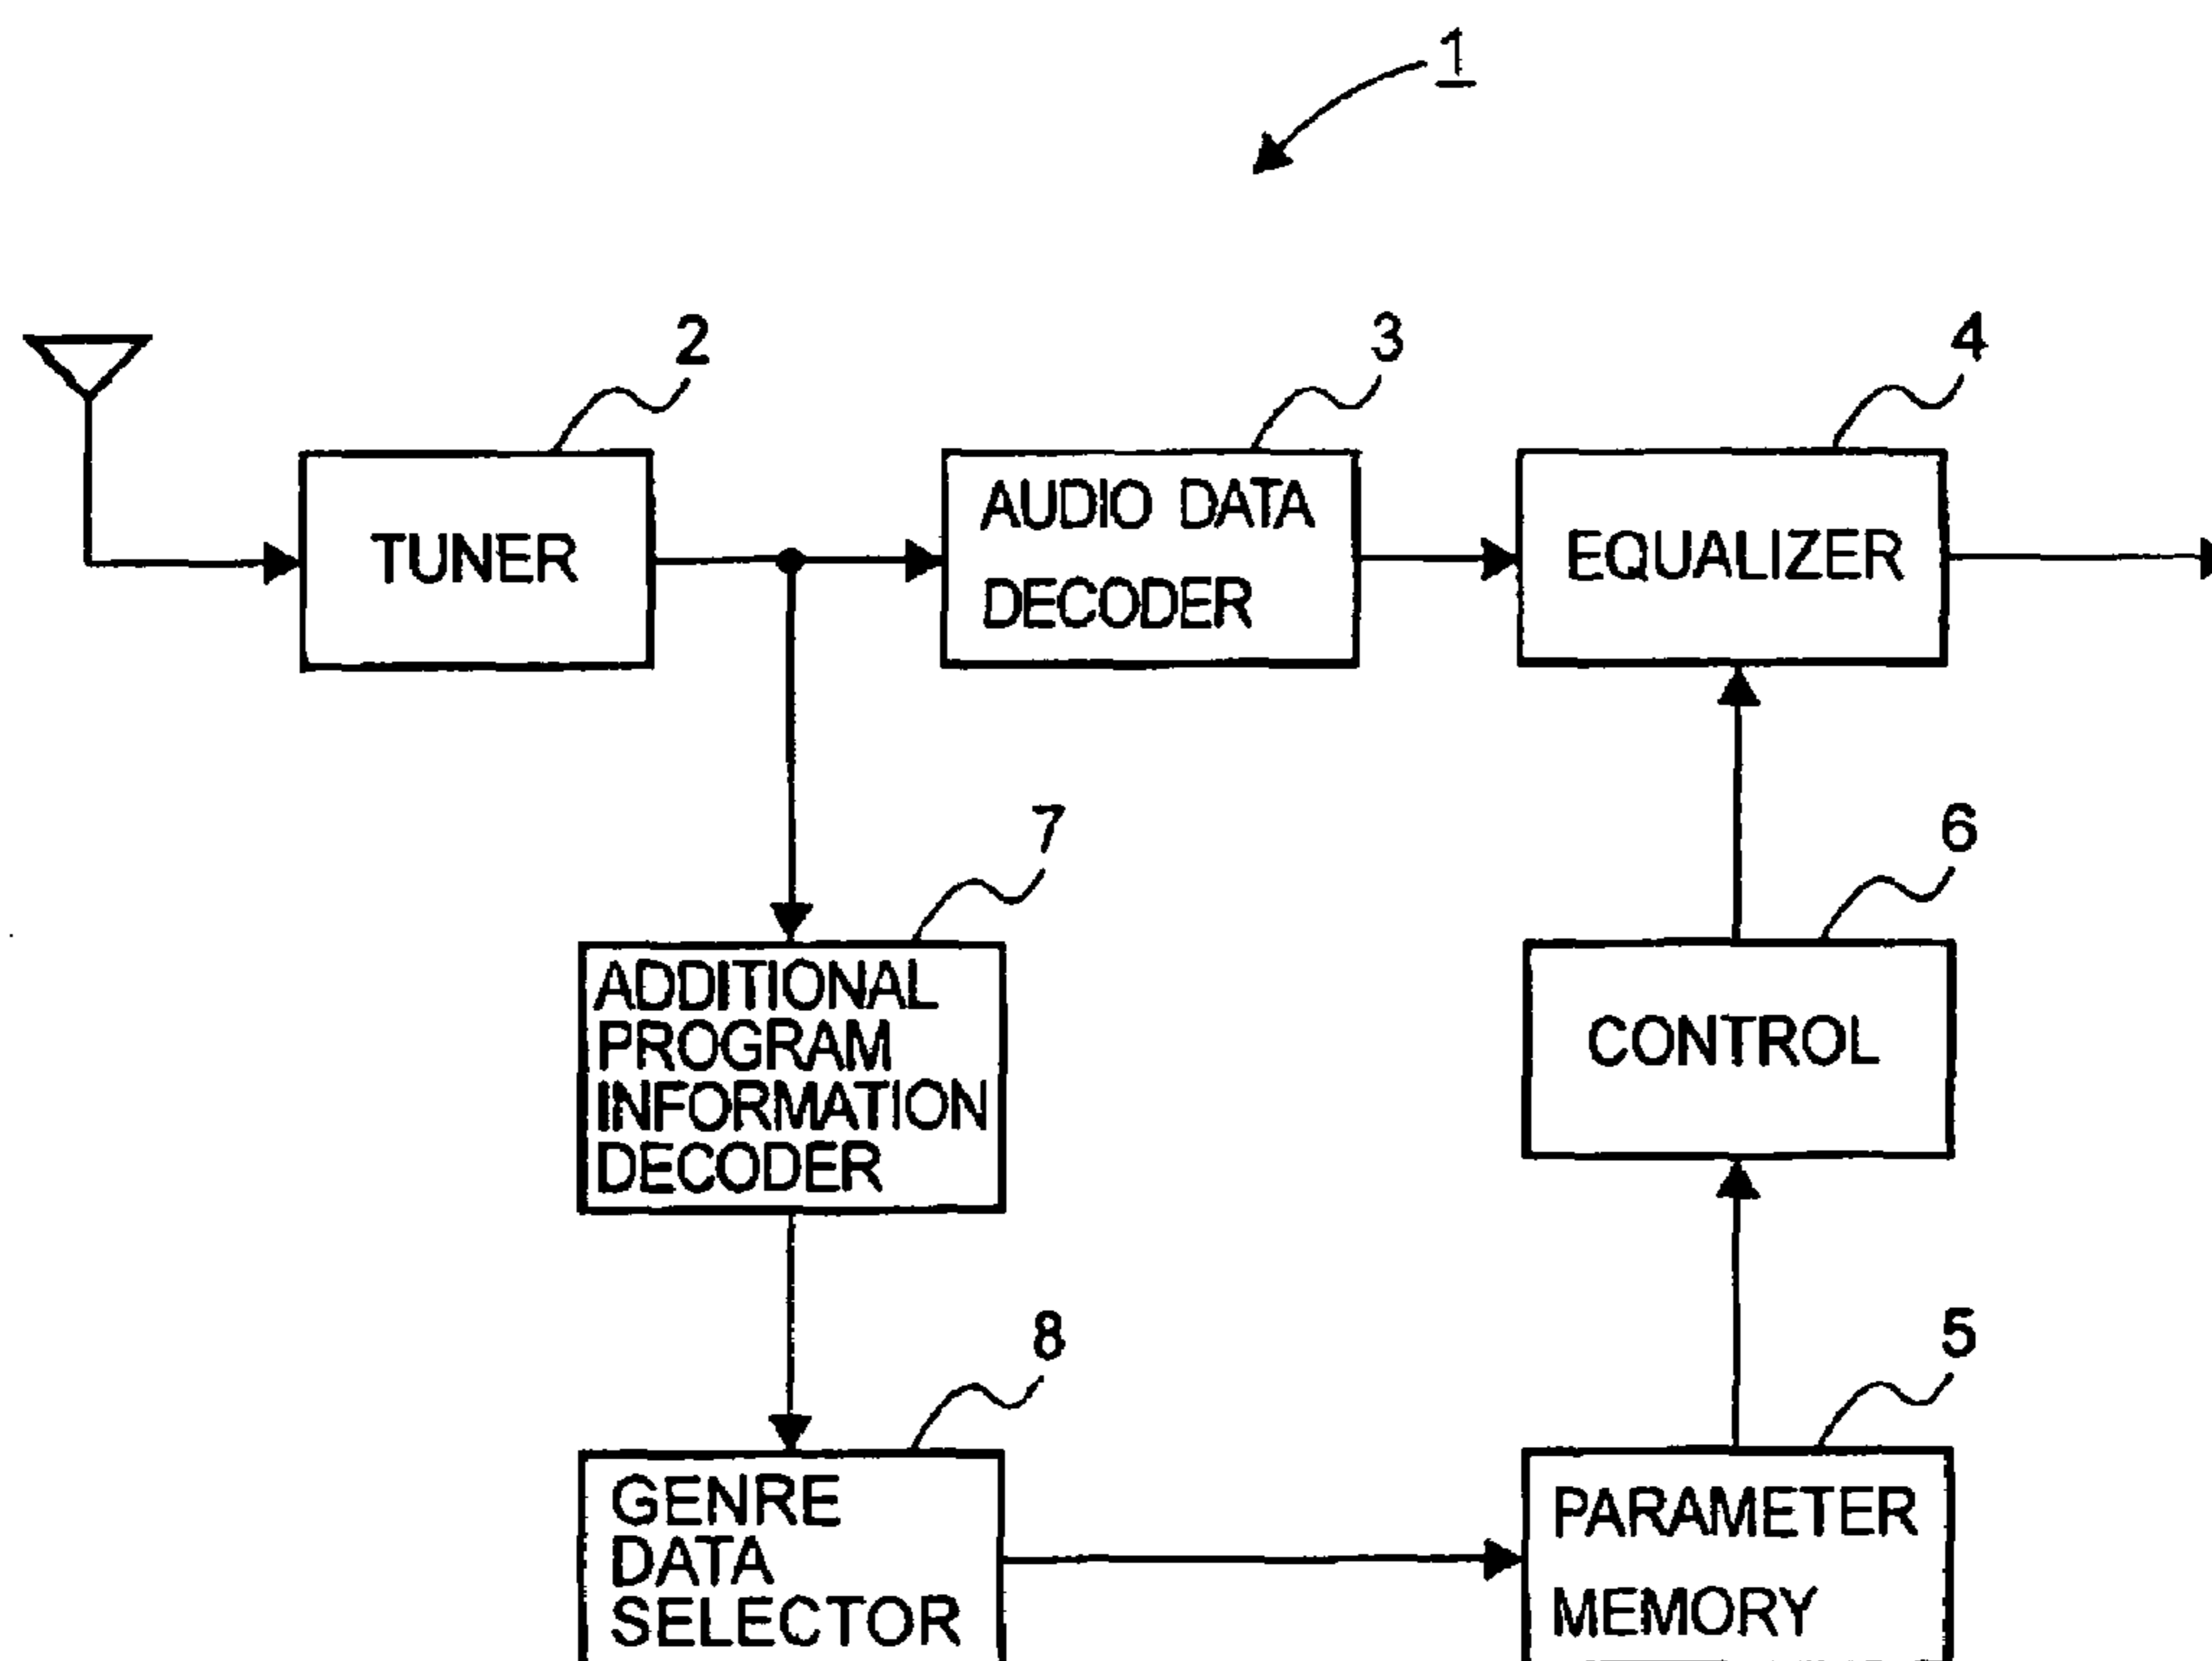 1
2
3
4
TUNER
AUDIO DATA
DECODER
EQUALIZER
7
6
ADDITIONAL
PROGRAM
INFORMATION
DECODER
CONTROL
8
5
GENRE
DATA
SELECTOR
PARAMETER
MEMORY